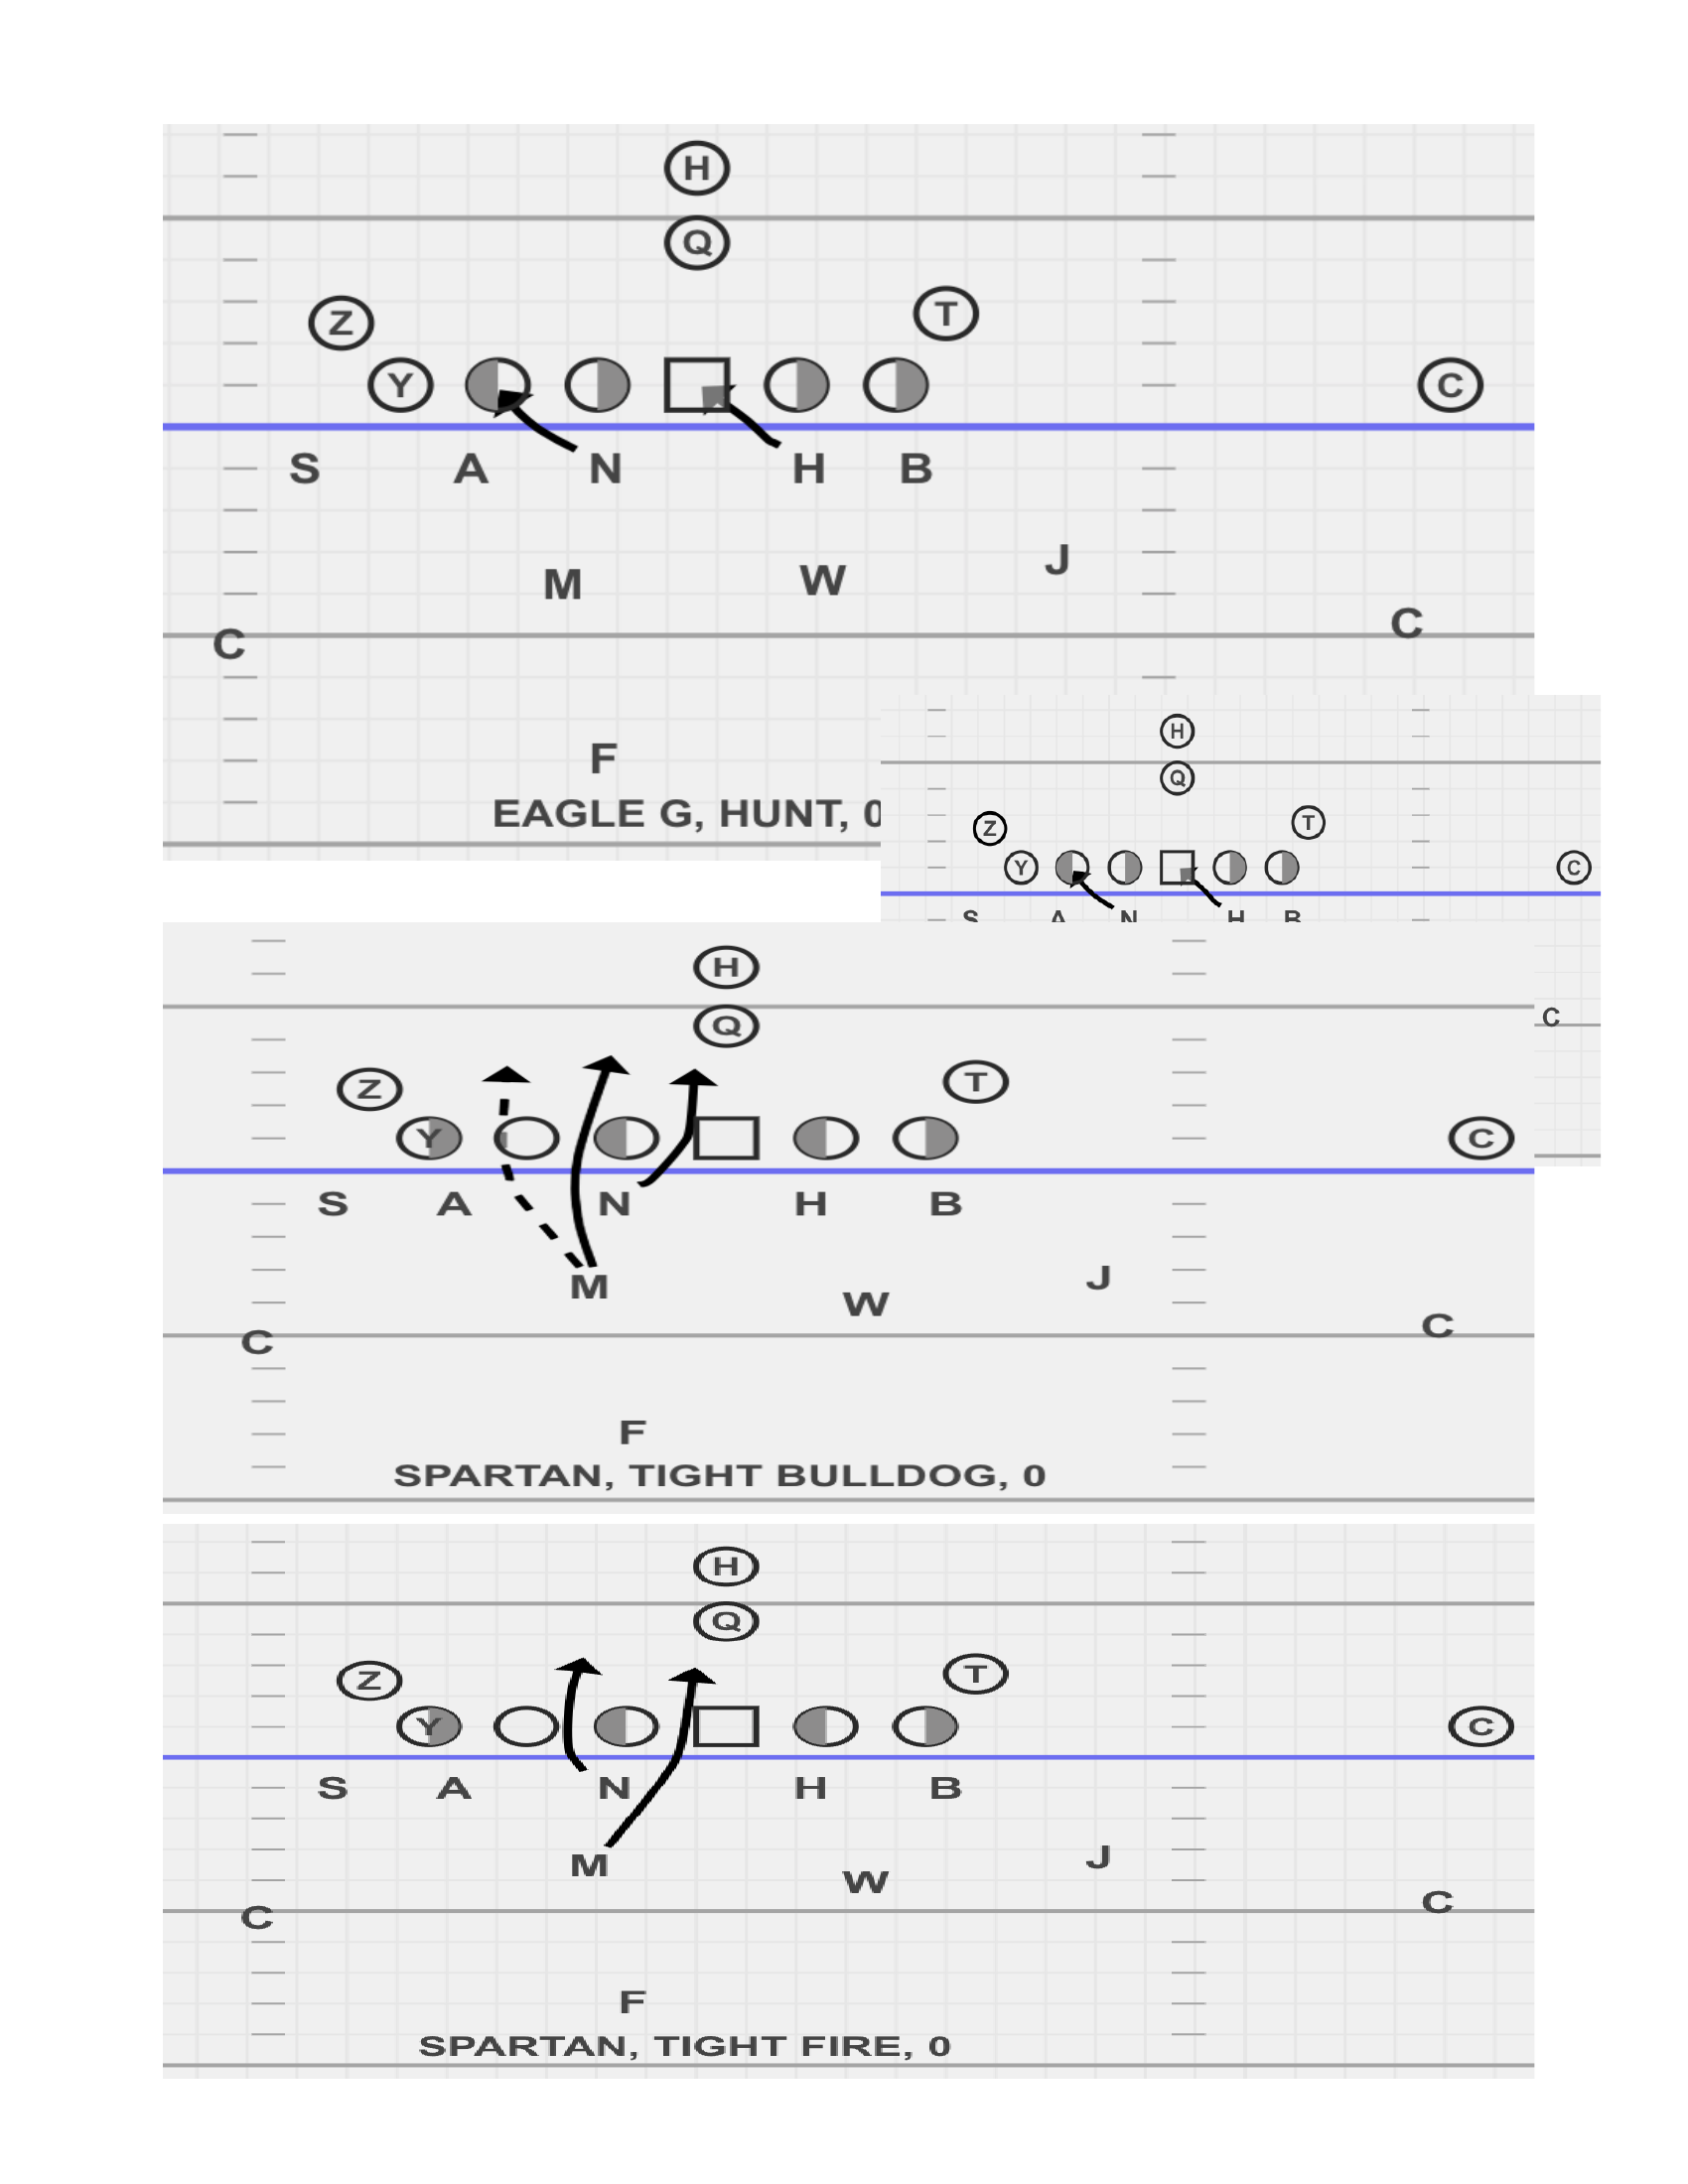 H
Q
Z T
Y C
S A N H B
M W J
C C
F
EAGLE G, HUNT, 0
H
Q
Z T
Y C
S A N H B
C
H
Q
Z T
Y C
S A N H B
M W J
C C
F
SPARTAN, TIGHT BULLDOG, 0
H
Q
Z T
Y C
S A N H B
M W J
C C
F
SPARTAN, TIGHT FIRE, 0